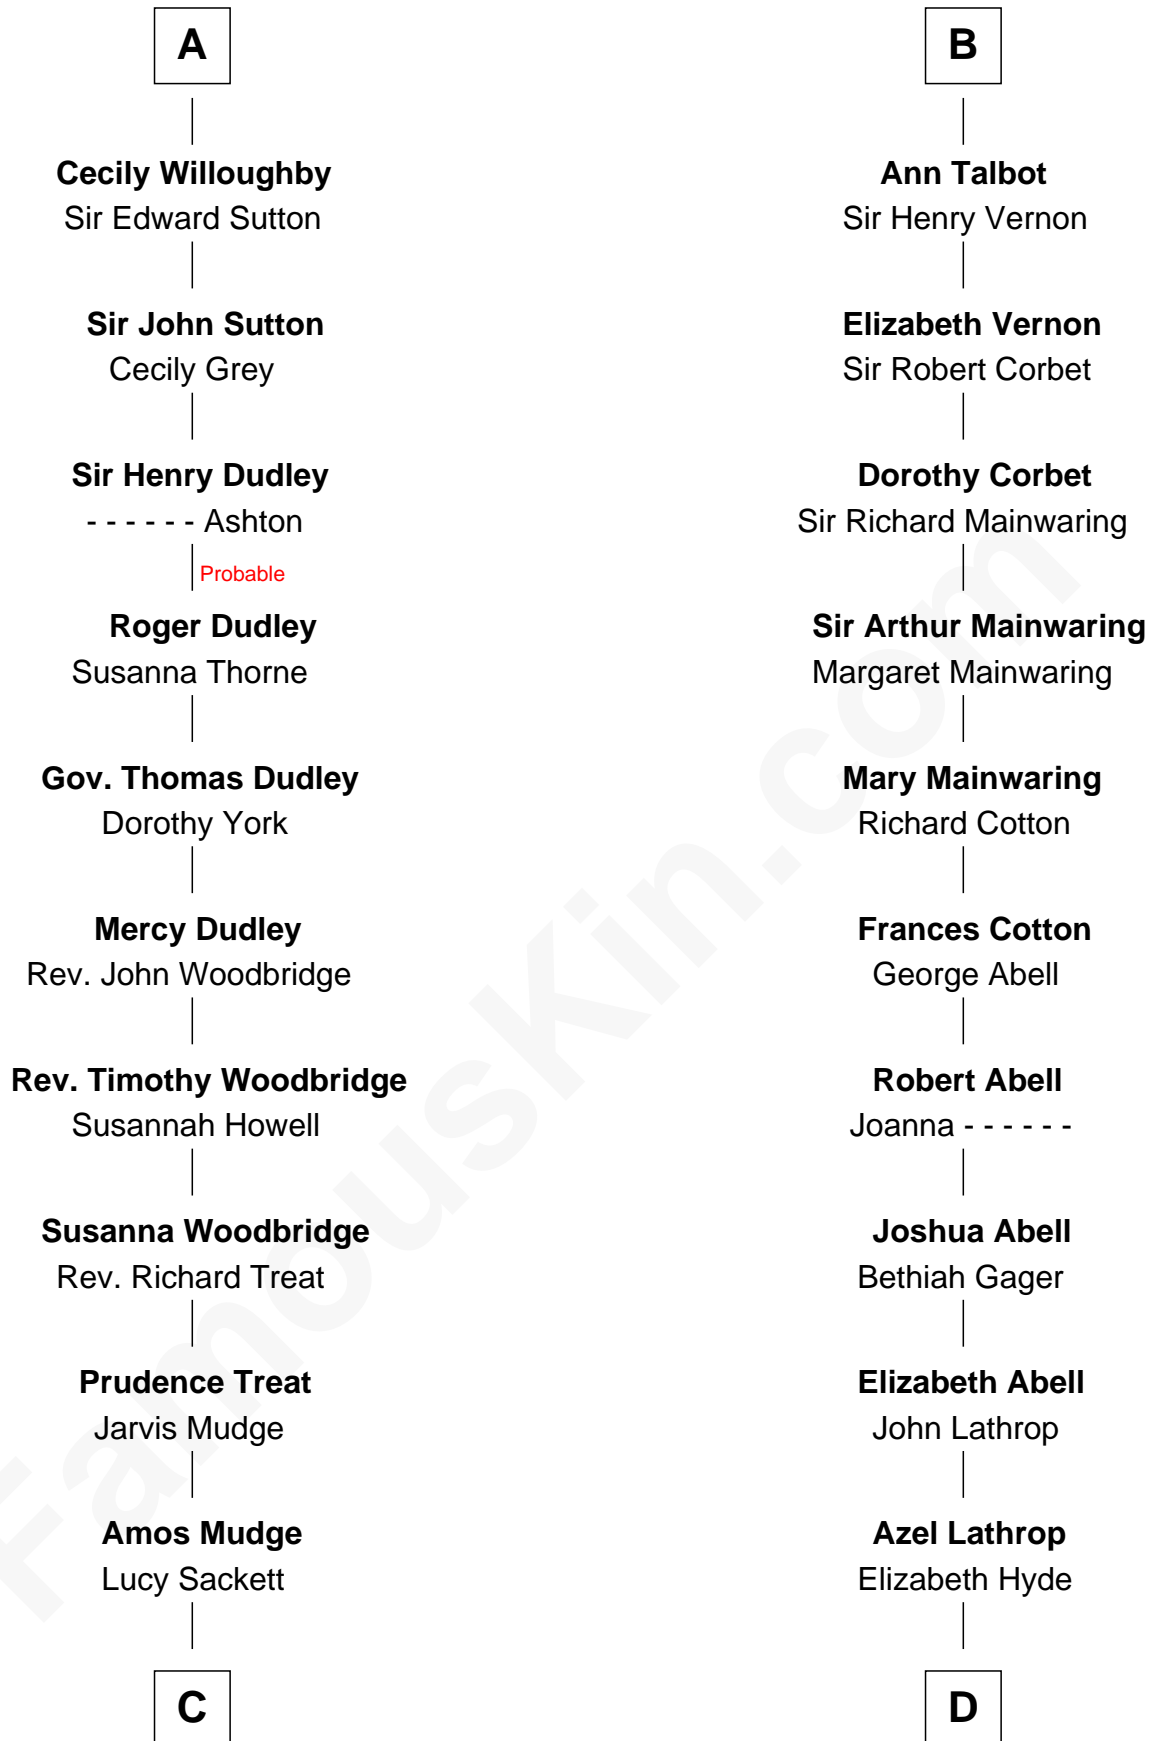 A
Cecily Willoughby
Sir Edward Sutton
Sir John Sutton
Cecily Grey
Sir Henry Dudley
- - - - - - Ashton
Probable
Roger Dudley
Susanna Thorne
Gov. Thomas Dudley
Dorothy York
Mercy Dudley
Rev. John Woodbridge
Rev. Timothy Woodbridge
Susannah Howell
Susanna Woodbridge
Rev. Richard Treat
Prudence Treat
Jarvis Mudge
Amos Mudge
Lucy Sackett
C
B
Ann Talbot
Sir Henry Vernon
Elizabeth Vernon
Sir Robert Corbet
Dorothy Corbet
Sir Richard Mainwaring
Sir Arthur Mainwaring
Margaret Mainwaring
Mary Mainwaring
Richard Cotton
Frances Cotton
George Abell
Robert Abell
Joanna - - - - - -
Joshua Abell
Bethiah Gager
Elizabeth Abell
John Lathrop
Azel Lathrop
Elizabeth Hyde
D
FamousKin.com